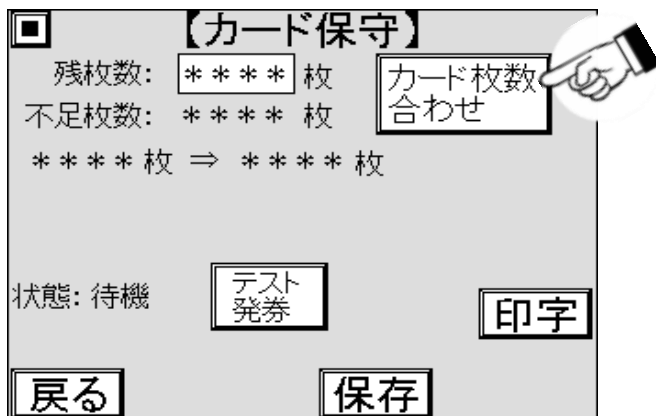 【カード保守】
残枚数: ****枚
カード枚数
合わせ
不足枚数: ****枚
****枚 ⇒ ****枚
状態: 待機
テスト
発券
印字
戻る
保存